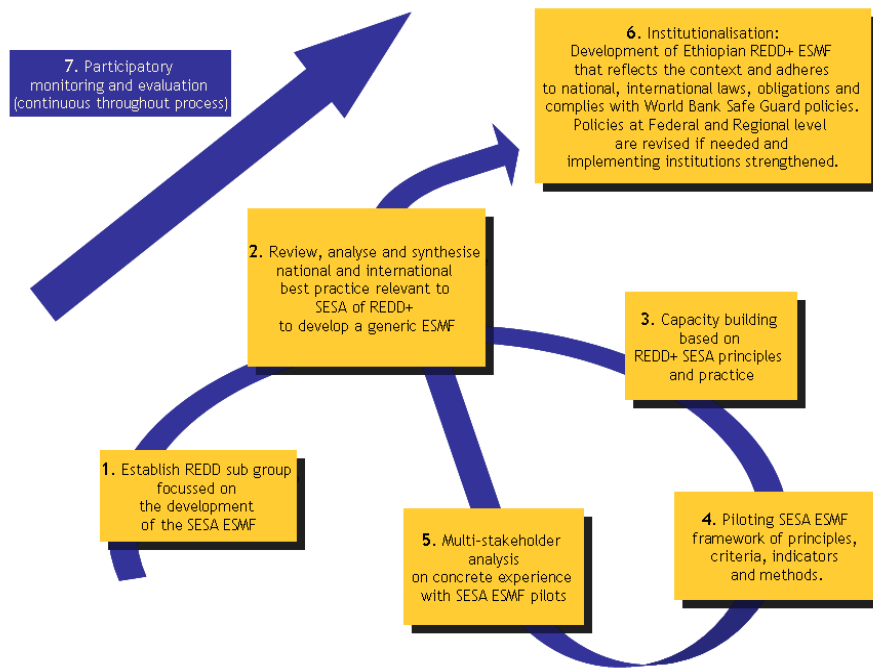 1. Establish REDD sub group
focussed on
the development
of the SESA ESMF
2. Review, analyse and synthesise
national and international
best practice relevant to
SESA of REDD+
to develop a generic ESMF
3. Capacity building
based on
REDD+ SESA principles
and practice
4. Piloting SESA ESMF
framework of principles,
criteria, indicators
and methods.
5. Multi-stakeholder
analysis
on concrete experience
with SESA ESMF pilots
6. Institutionalisation:
Development of Ethiopian REDD+ ESMF
that reflects the context and adheres
to national, international laws, obligations and
complies with World Bank Safe Guard policies.
Policies at Federal and Regional level
are revised if needed and
implementing institutions strengthened.
7. Participatory
monitoring and evaluation
(continuous throughout process)